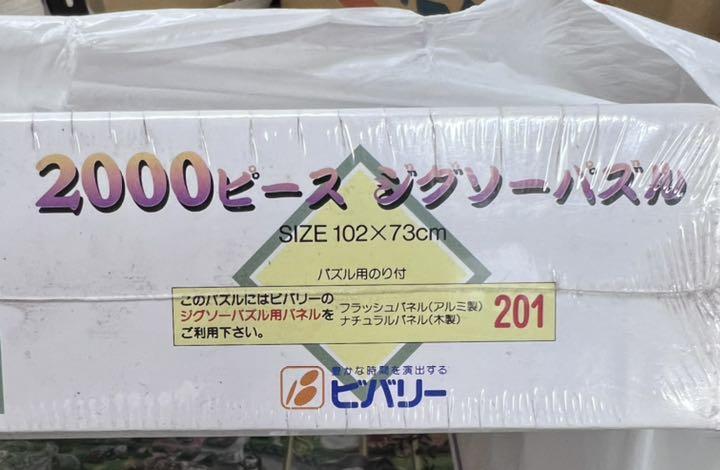 2000ピース ジグソーパズル
SIZE 102×73cm
パズル用のり付
このパズルにはビバリーの
ジグソーパズル用パネルを
ご利用下さい。
フラッシュパネル(アルミ製)
ナチュラルパネル(木製)
201
豊かな時間を演出する
ビバリー